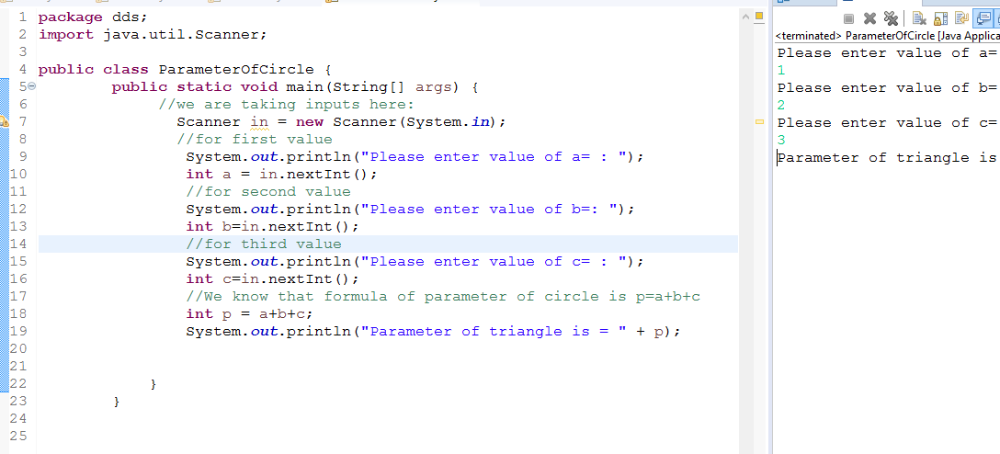 1 package dds;
2 import java.util.Scanner;
3
4 public class ParameterOfCircle {
5 public static void main(String[] args) {
6 //we are taking inputs here:
7 Scanner in = new Scanner(System.in);
8 //for first value
9 System.out.println("Please enter value of a= : ");
10 int a = in.nextInt();
11 //for second value
12 System.out.println("Please enter value of b=: ");
13 int b=in.nextInt();
14 //for third value
15 System.out.println("Please enter value of c= : ");
16 int c=in.nextInt();
17 //We know that formula of parameter of circle is p=a+b+c
18 int p = a+b+c;
19 System.out.println("Parameter of triangle is = " + p);
20
21
22 }
23 }
24
25
<terminated> ParameterOfCircle [Java Applica
Please enter value of a=
1
Please enter value of b=
2
Please enter value of c=
3
Parameter of triangle is